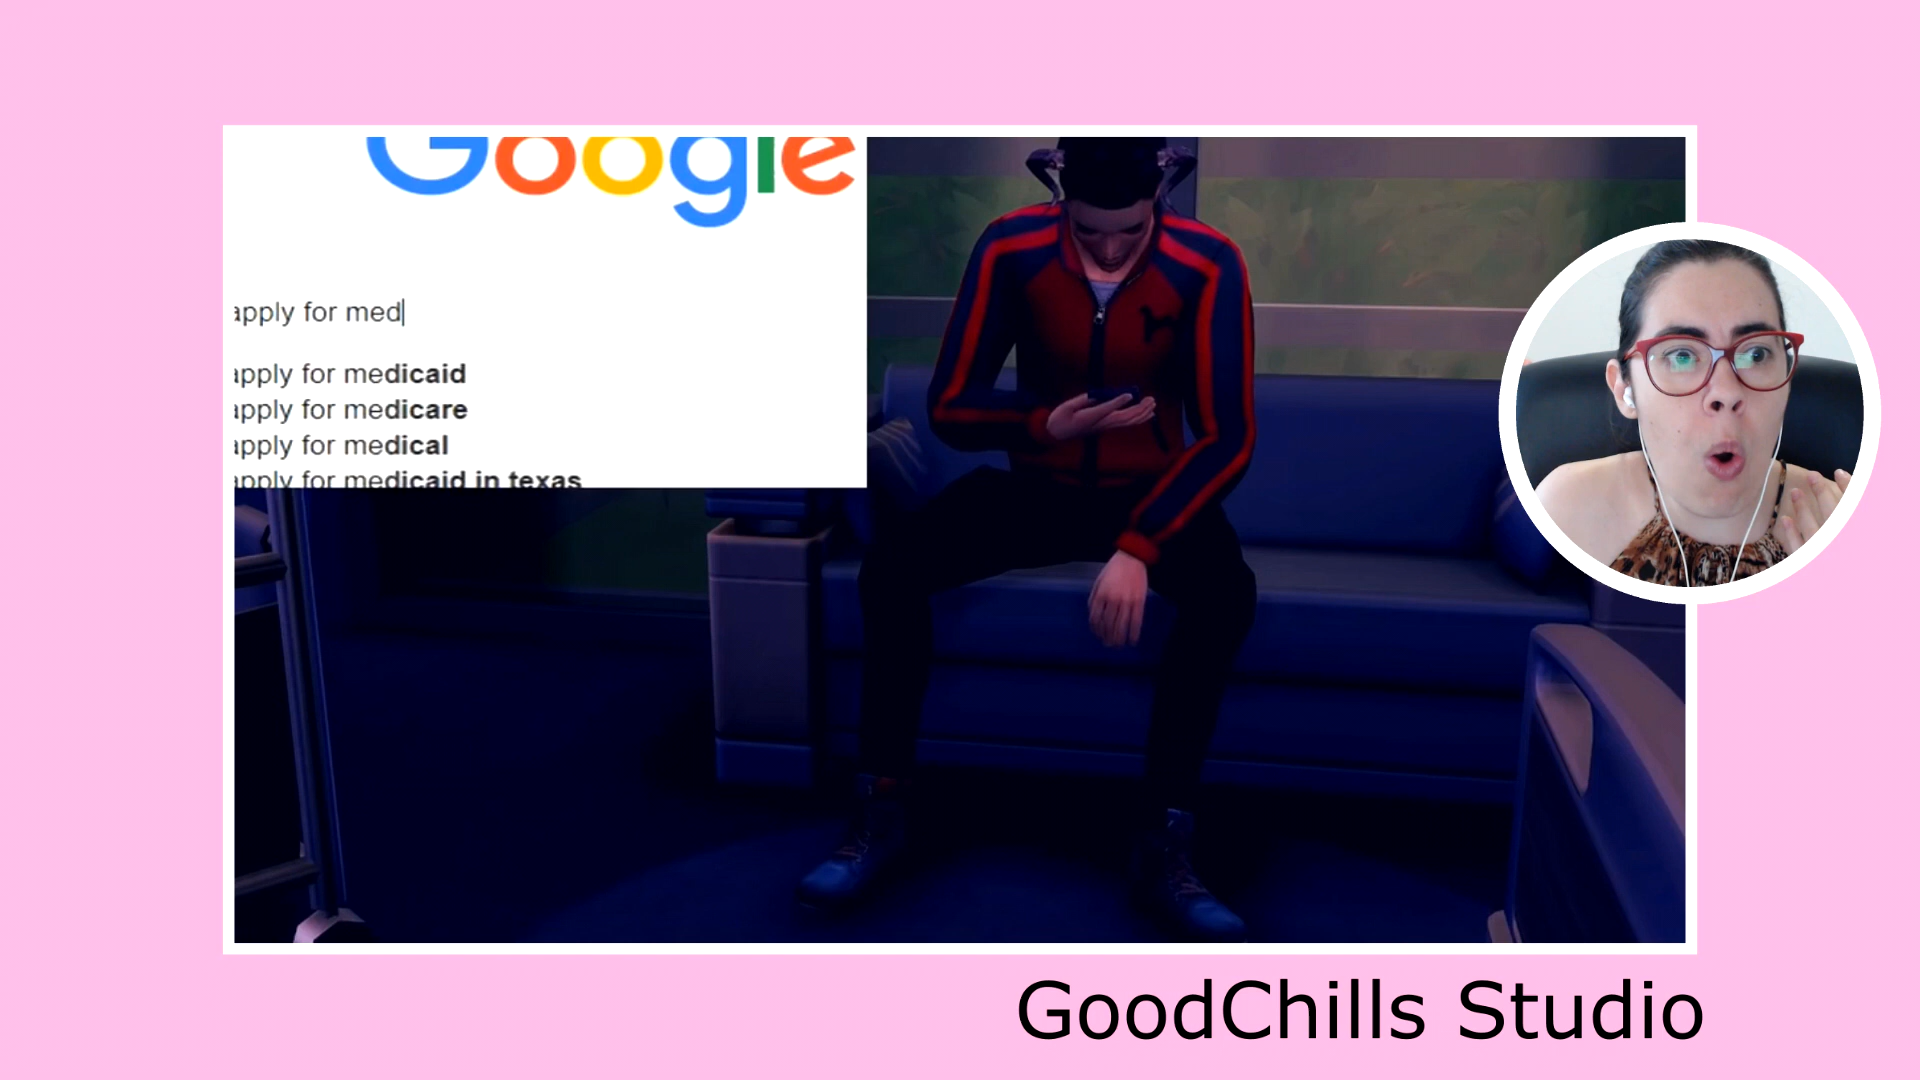 Google
apply for med
apply for medicaid
apply for medicare
apply for medical
apply for medicaid in texas
GoodChills Studio